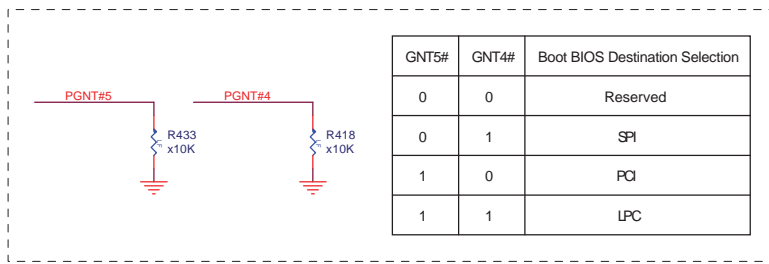 PGNT#5
R433
x10K
PGNT#4
R418
x10K
GNT5# GNT4# Boot BIOS Destination Selection
0 0 Reserved
0 1 SPI
1 0 PCI
1 1 LPC